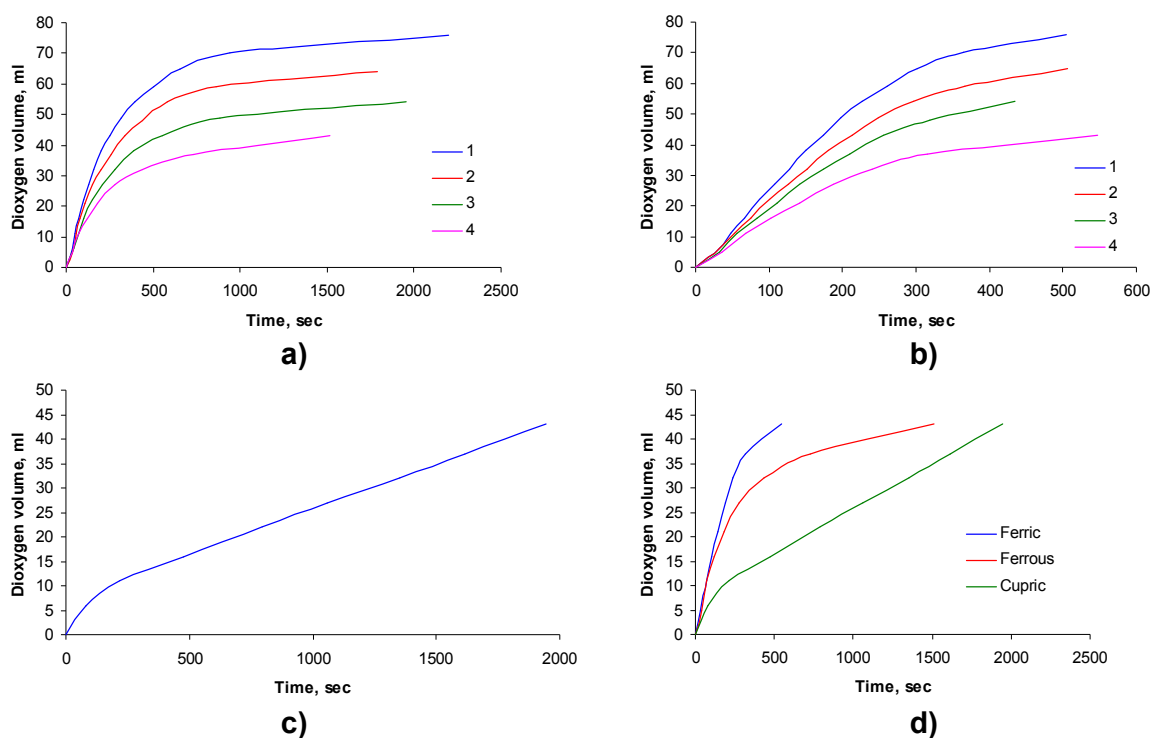 80
70
60
50
40
30
20
10
0
Dioxygen volume, ml
0 500 1000 1500 2000 2500
Time, sec
1
2
3
4
a)
80
70
60
50
40
30
20
10
0
Dioxygen volume, ml
0 100 200 300 400 500 600
Time, sec
1
2
3
4
b)
50
45
40
35
30
25
20
15
10
5
0
Dioxygen volume, ml
0 500 1000 1500 2000
Time, sec
c)
50
45
40
35
30
25
20
15
10
5
0
Dioxygen volume, ml
0 500 1000 1500 2000 2500
Time, sec
Ferric
Ferrous
Cupric
d)